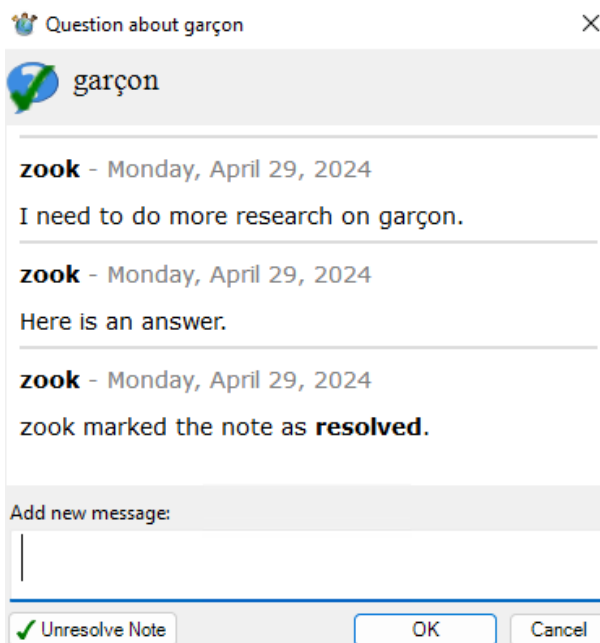 Question about garçon
garçon
zook - Monday, April 29, 2024
I need to do more research on garçon.
zook - Monday, April 29, 2024
Here is an answer.
zook - Monday, April 29, 2024
zook marked the note as resolved.
Add new message:
Unresolve Note OK Cancel